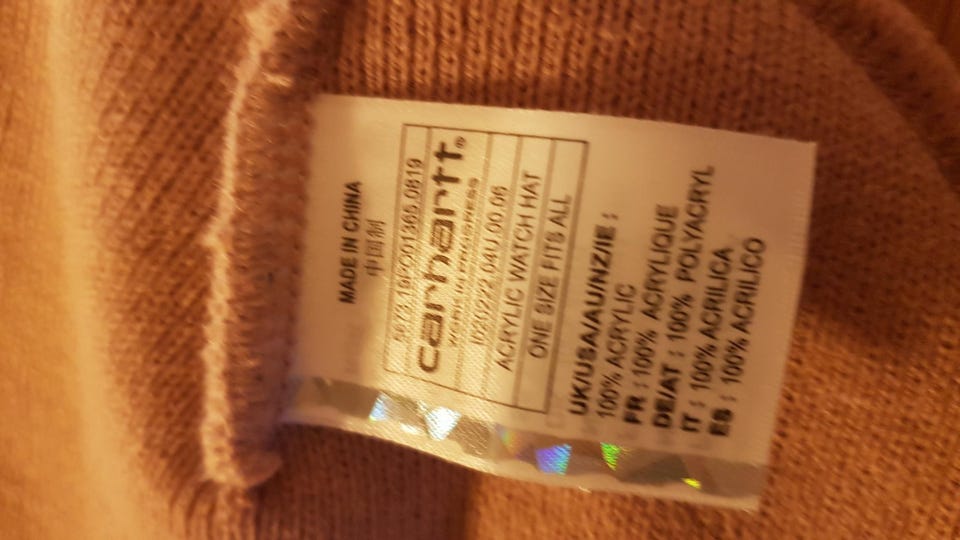 MADE IN CHINA
中国制
carhartt®
WORK IN PROGRESS
I020222.04U.00.06
ACRYLIC WATCH HAT
ONE SIZE FITS ALL
UK/USA/AU/NZ/IE :
100% ACRYLIC
FR : 100% ACRYLIQUE
DE/AT : 100% POLYACRYL
IT : 100% ACRILICA
ES : 100% ACRILICO